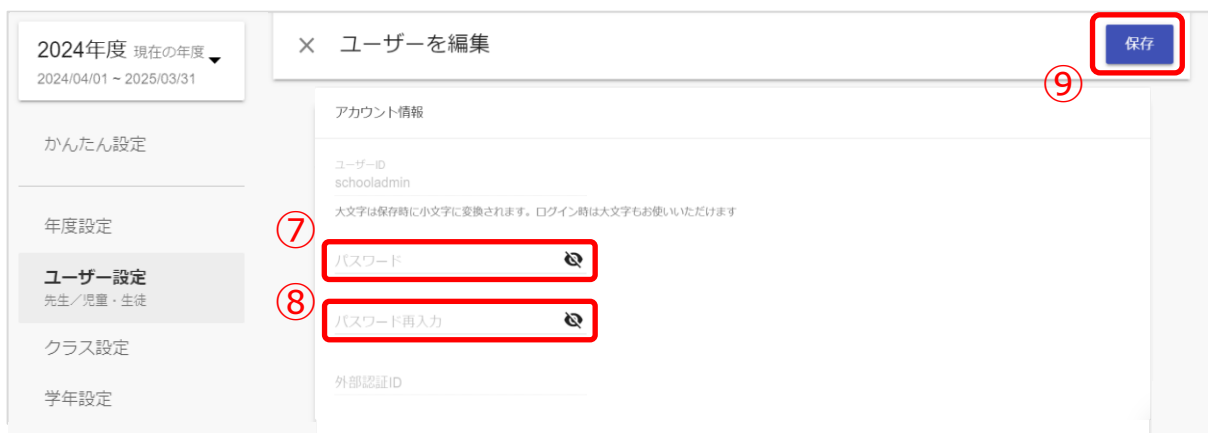 2024年度 現在の年度
2024/04/01 ~ 2025/03/31
かんたん設定
年度設定
ユーザー設定
先生／児童・生徒
クラス設定
学年設定
× ユーザーを編集
保存
⑨
アカウント情報
ユーザーID
schooladmin
大文字は保存時に小文字に変換されます。ログイン時は大文字もお使いいただけます
⑦
パスワード
⑧
パスワード再入力
外部認証ID